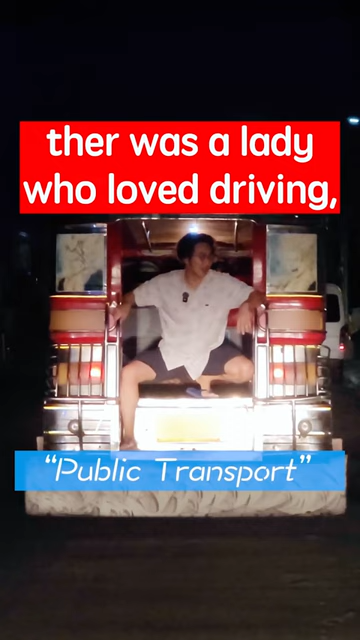 ther was a lady
who loved driving,
“Public Transport”